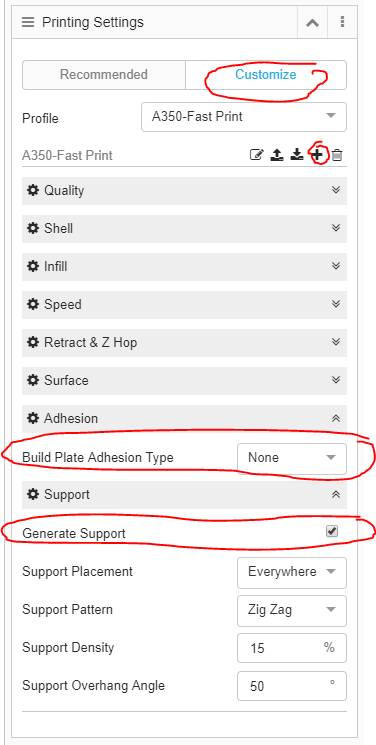 Printing Settings
Recommended Customize
Profile A350-Fast Print
A350-Fast Print
Quality
Shell
Infill
Speed
Retract & Z Hop
Surface
Adhesion
Build Plate Adhesion Type None
Support
Generate Support
Support Placement Everywhere
Support Pattern Zig Zag
Support Density 15 %
Support Overhang Angle 50 °